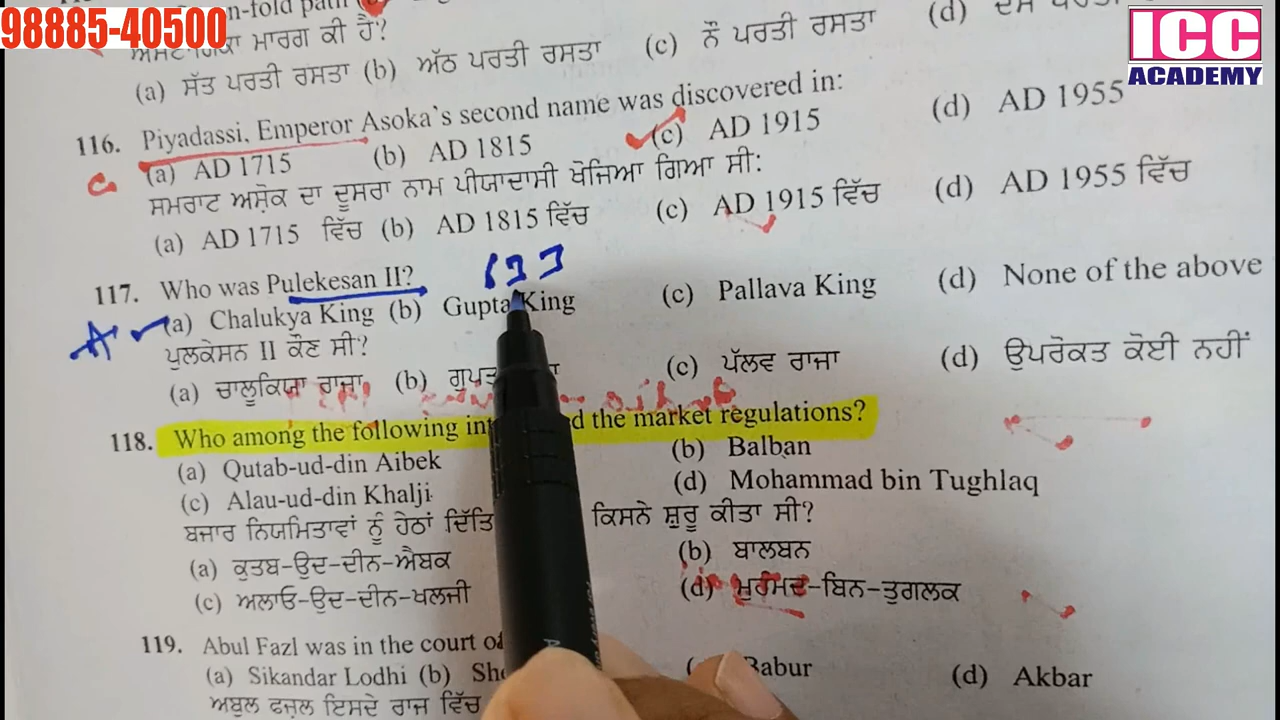 98885-40500
ICC
ACADEMY
-fold path
ਮਾਰਗ ਕੀ ਹੈ?
(a) ਸੱਤ ਪਰਤੀ ਰਸਤਾ (b) ਅੱਠ ਪਰਤੀ ਰਸਤਾ (c) ਨੌ ਪਰਤੀ ਰਸਤਾ (d)
116. Piyadassi, Emperor Asoka's second name was discovered in:
(a) AD 1715 (b) AD 1815 (c) AD 1915 (d) AD 1955
ਸਮਰਾਟ ਅਸ਼ੋਕ ਦਾ ਦੂਸਰਾ ਨਾਮ ਪੀਯਾਦਾਸੀ ਖੋਜਿਆ ਗਿਆ ਸੀ:
(a) AD 1715 ਵਿੱਚ (b) AD 1815 ਵਿੱਚ (c) AD 1915 ਵਿੱਚ (d) AD 1955 ਵਿੱਚ
117. Who was Pulekesan II?
(a) Chalukya King (b) Gupta King (c) Pallava King (d) None of the above
ਪੁਲਕੇਸਨ II ਕੌਣ ਸੀ?
(a) ਚਾਲੂਕਿਯਾ ਰਾਜਾ (b) (c) ਪੱਲਵ ਰਾਜਾ (d) ਉਪਰੋਕਤ ਕੋਈ ਨਹੀਂ
118. Who among the following the market regulations?
(a) Qutab-ud-din Aibek (b) Balban
(c) Alau-ud-din Khalji (d) Mohammad bin Tughlaq
ਬਜਾਰ ਨਿਯਮਿਤਾਵਾਂ ਨੂੰ ਹੇਠਾਂ ਕਿਸਨੇ ਸ਼ੁਰੂ ਕੀਤਾ ਸੀ?
(a) ਕੁਤਬ-ਉਦ-ਦੀਨ-ਐਬਕ (b) ਬਾਲਬਨ
(c) ਅਲਾਓ-ਉਦ-ਦੀਨ-ਖਲਜੀ (d) ਮੁਹੰਮਦ-ਬਿਨ-ਤੁਗਲਕ
119. Abul Fazl was in the court of
(a) Sikandar Lodhi (b) Babur (d) Akbar
ਅਬੁਲ ਫਜ਼ਲ ਇਸਦੇ ਰਾਜ ਵਿੱਚ